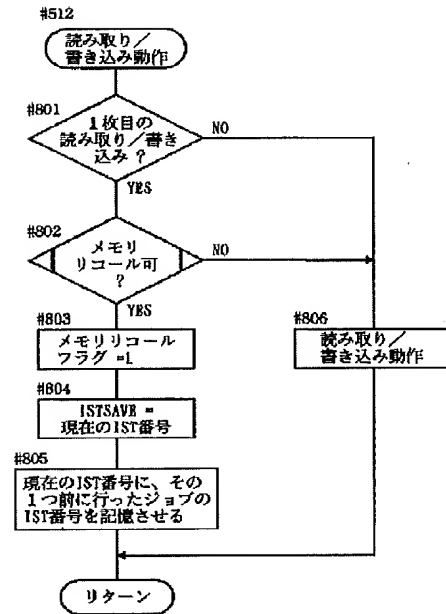 #512
読み取り／
書き込み動作
#801
１枚目の
読み取り／書き
込み？
NO
YES
#802
メモリ
リコール可
？
NO
YES
#803
メモリリコール
フラグ =1
#806
読み取り／
書き込み動作
#804
ISTSAVE =
現在のIST番号
#805
現在のIST番号に、その
１つ前に行ったジョブの
IST番号を記憶させる
リターン